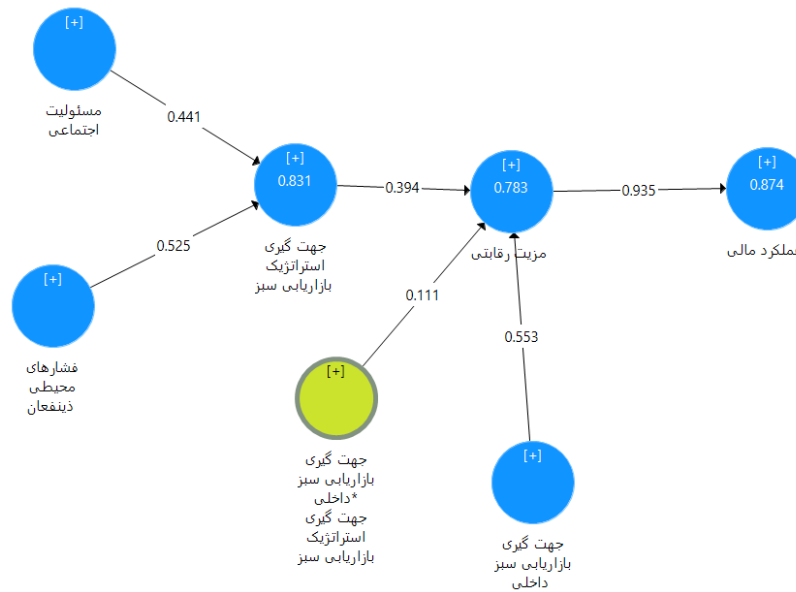 [+]
مسئولیت
اجتماعی
0.441
[+]
0.831
جهت گیری
استراتژیک
بازاریابی سبز
0.394
[+]
0.783
مزیت رقابتی
0.935
[+]
0.874
عملکرد مالی
0.525
[+]
فشارهای
محیطی
ذینفعان
0.111
[+]
جهت گیری
بازاریابی سبز
داخلی*
جهت گیری
استراتژیک
بازاریابی سبز
0.553
[+]
جهت گیری
بازاریابی سبز
داخلی